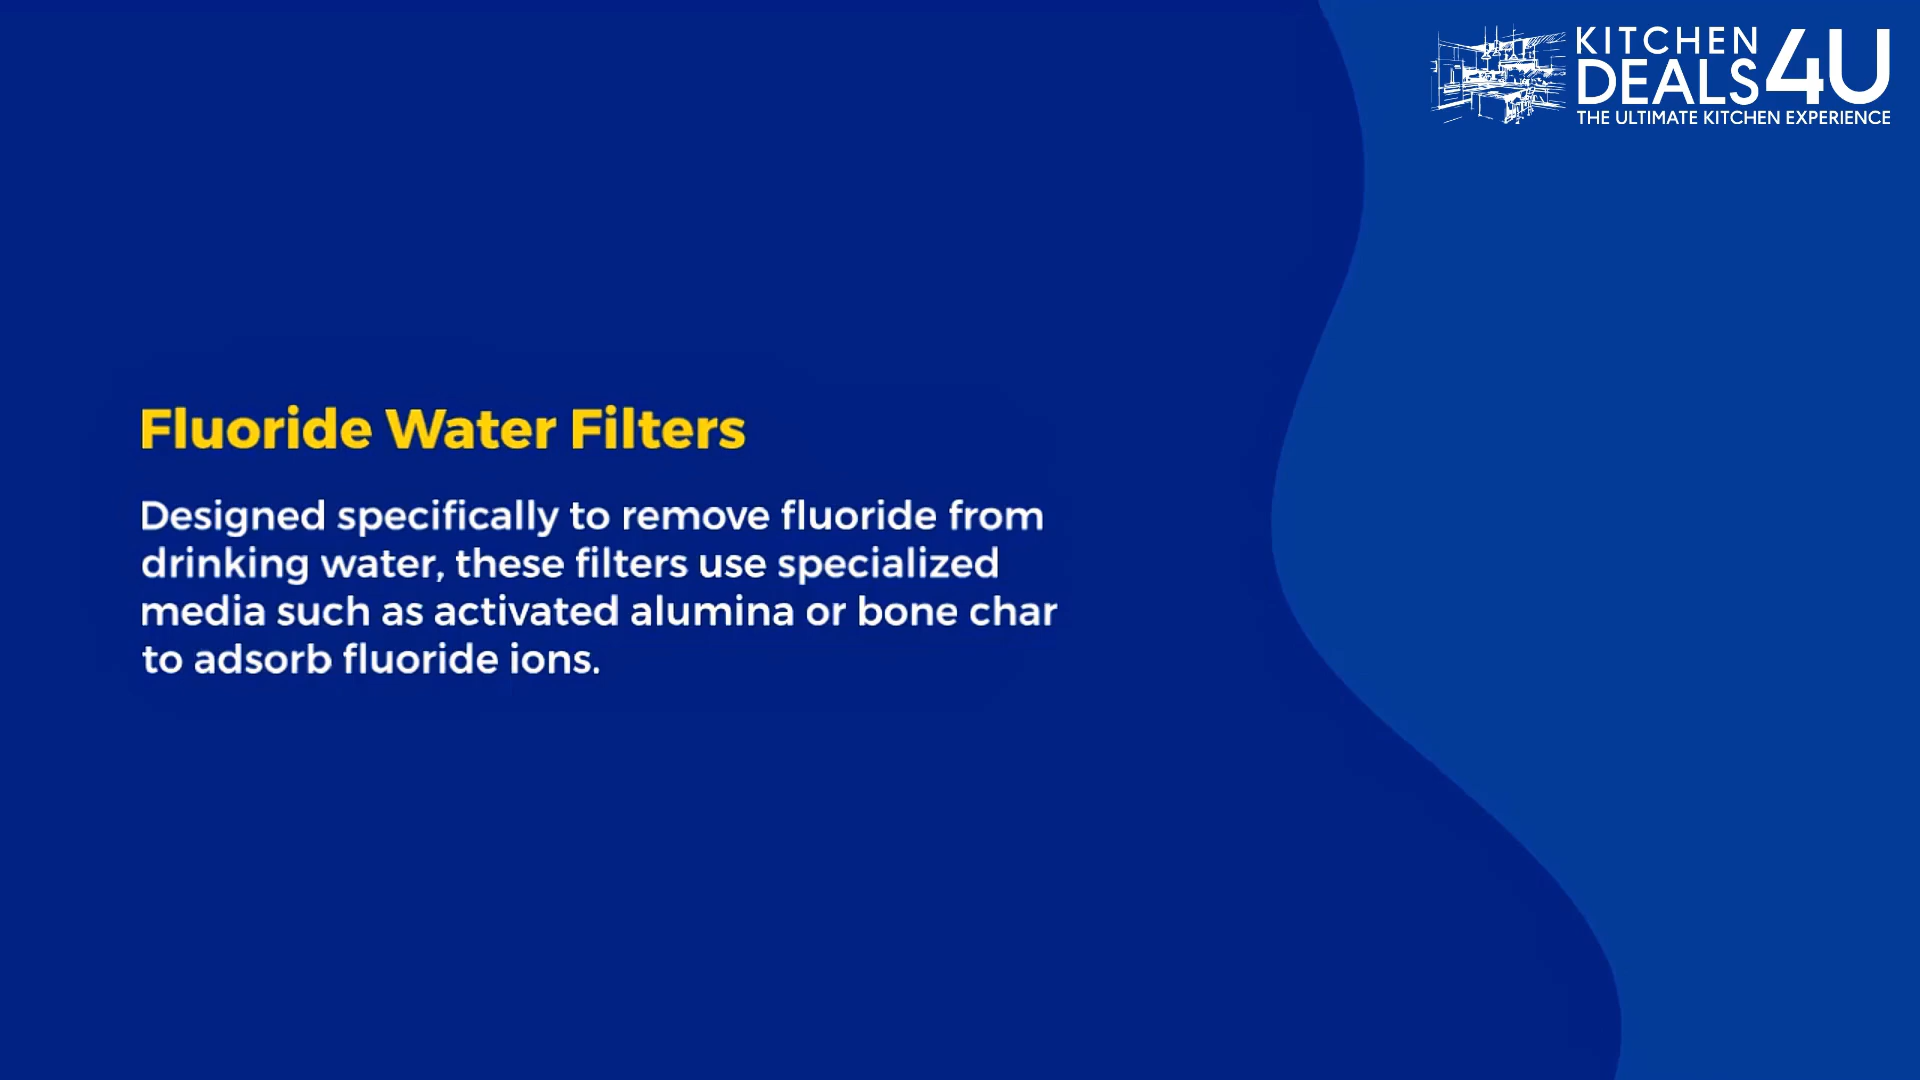 KITCHEN
DEALS4U
THE ULTIMATE KITCHEN EXPERIENCE
Fluoride Water Filters
Designed specifically to remove fluoride from
drinking water, these filters use specialized
media such as activated alumina or bone char
to adsorb fluoride ions.